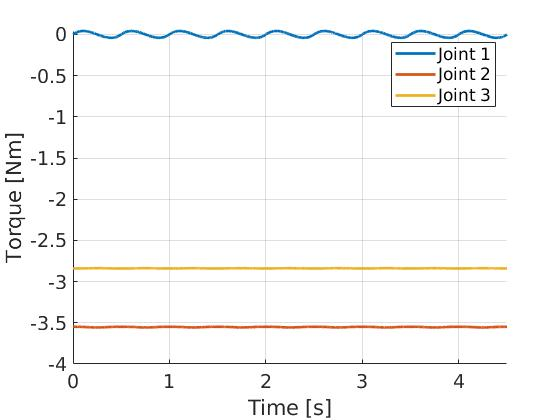 0
-0.5
-1
-1.5
-2
-2.5
-3
-3.5
-4
Torque [Nm]
Joint 1
Joint 2
Joint 3
0 1 2 3 4
Time [s]